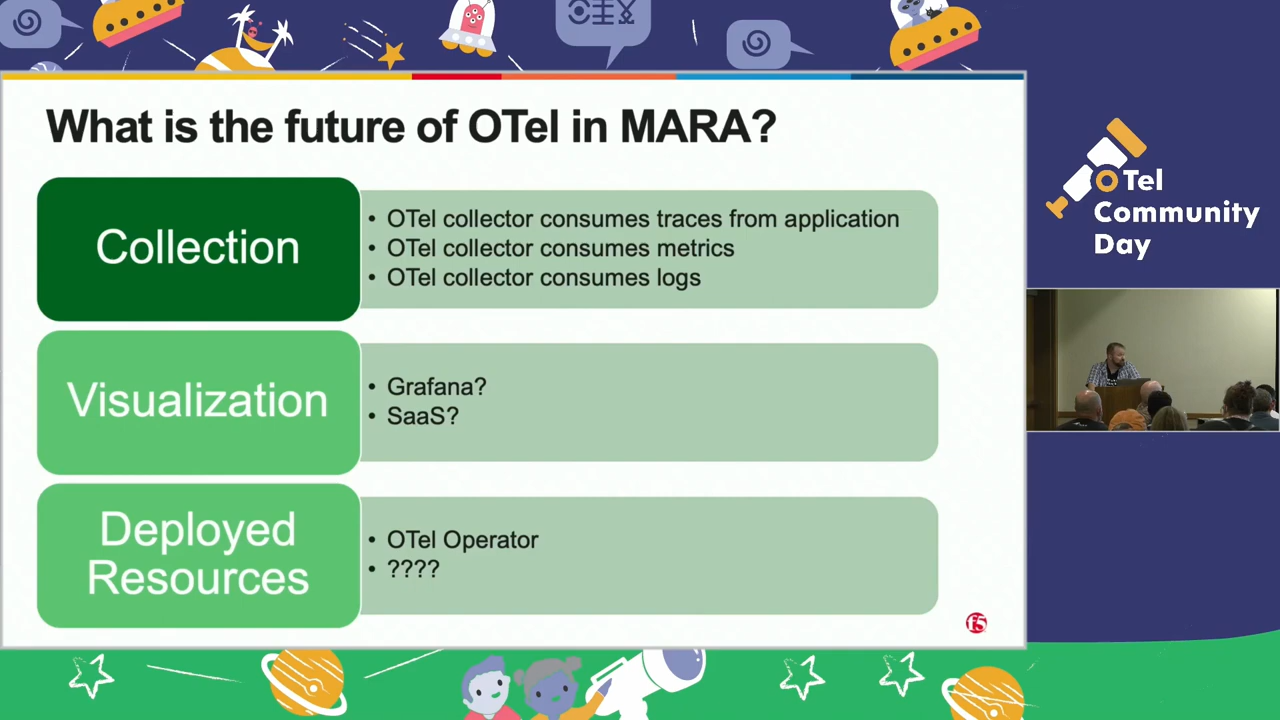 What is the future of OTel in MARA?
Collection
• OTel collector consumes traces from application
• OTel collector consumes metrics
• OTel collector consumes logs
Visualization
• Grafana?
• SaaS?
Deployed
Resources
• OTel Operator
• ????
f5
OTel
Community
Day